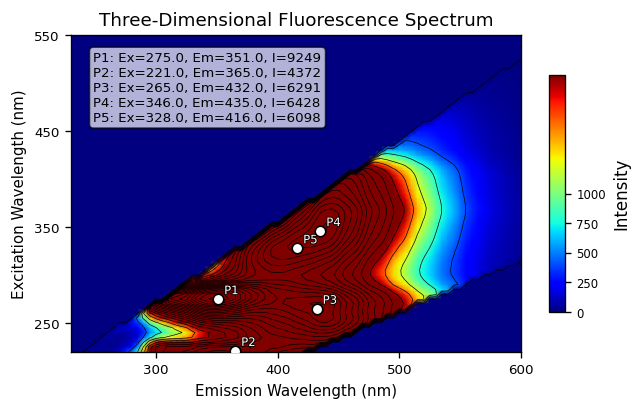 Three-Dimensional Fluorescence Spectrum
550
450
350
250
Excitation Wavelength (nm)
P1: Ex=275.0, Em=351.0, I=9249
P2: Ex=221.0, Em=365.0, I=4372
P3: Ex=265.0, Em=432.0, I=6291
P4: Ex=346.0, Em=435.0, I=6428
P5: Ex=328.0, Em=416.0, I=6098
P4
P5
P1
P3
P2
300
400
500
600
Emission Wavelength (nm)
1000
750
500
250
0
Intensity